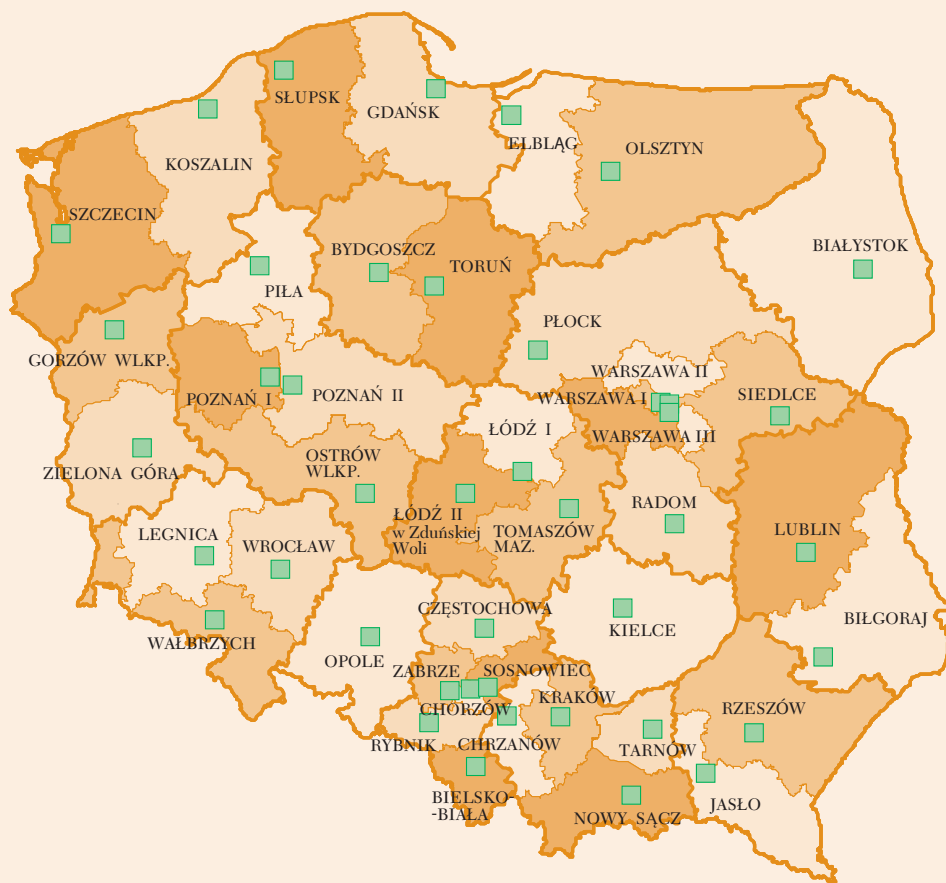 SŁUPSK
GDAŃSK
ELBLĄG
OLSZTYN
KOSZALIN
SZCZECIN
BIAŁYSTOK
BYDGOSZCZ
TORUŃ
PIŁA
PŁOCK
GORZÓW WLKP.
POZNAŃ I
POZNAŃ II
WARSZAWA II
WARSZAWA I
SIEDLCE
WARSZAWA III
ŁÓDŹ I
ZIELONA GÓRA
OSTRÓW
WLKP.
ŁÓDŹ II
w Zduńskiej
Woli
TOMASZÓW
MAZ.
RADOM
LUBLIN
LEGNICA
WROCŁAW
CZĘSTOCHOWA
KIELCE
BIŁGORAJ
WAŁBRZYCH
OPOLE
ZABRZE
SOSNOWIEC
CHORZÓW
KRAKÓW
RZESZÓW
RYBNIK
CHRZANÓW
TARNÓW
BIELSKO-
-BIAŁA
NOWY SĄCZ
JASŁO